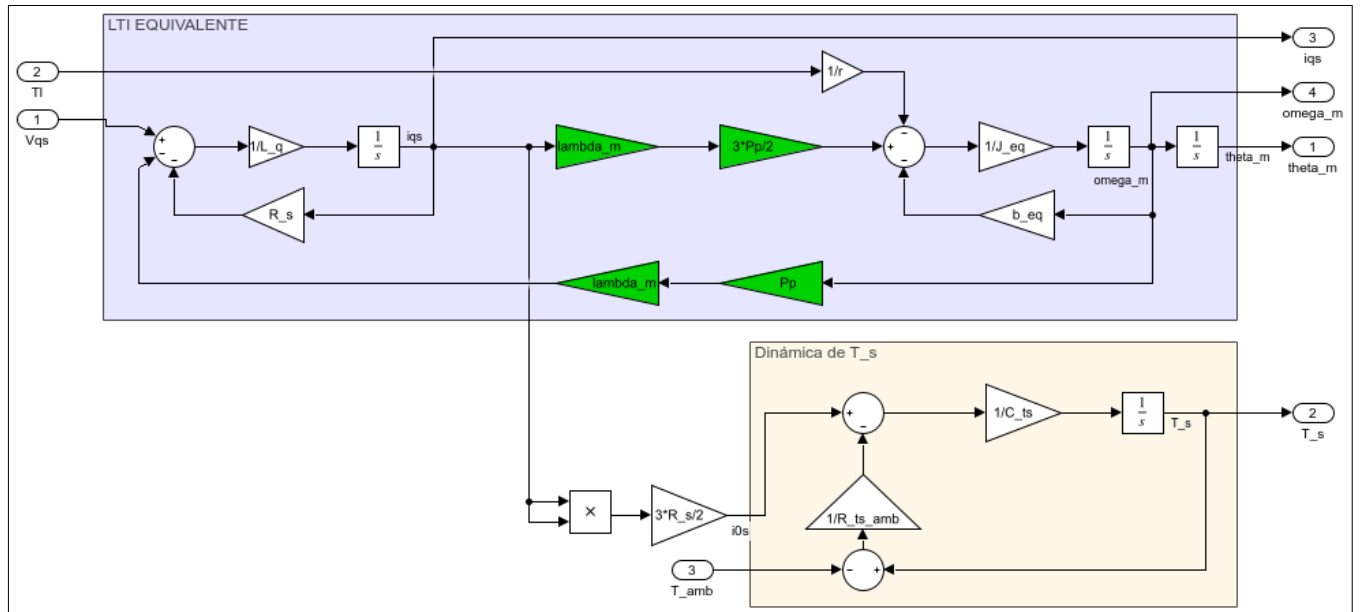 LTI EQUIVALENTE
3
iqs
2
Tl
1/r
4
omega_m
1
Vqs
+
-
-
1/L_q
1
s
iqs
lambda_m
3*Pp/2
-
+
-
1/J_eq
1
s
omega_m
1
s
theta_m
1
theta_m
R_s
b_eq
lambda_m
Pp
Dinámica de T_s
+
-
1/C_ts
1
s
T_s
2
T_s
×
3*R_s/2
i0s
1/R_ts_amb
3
T_amb
-
+